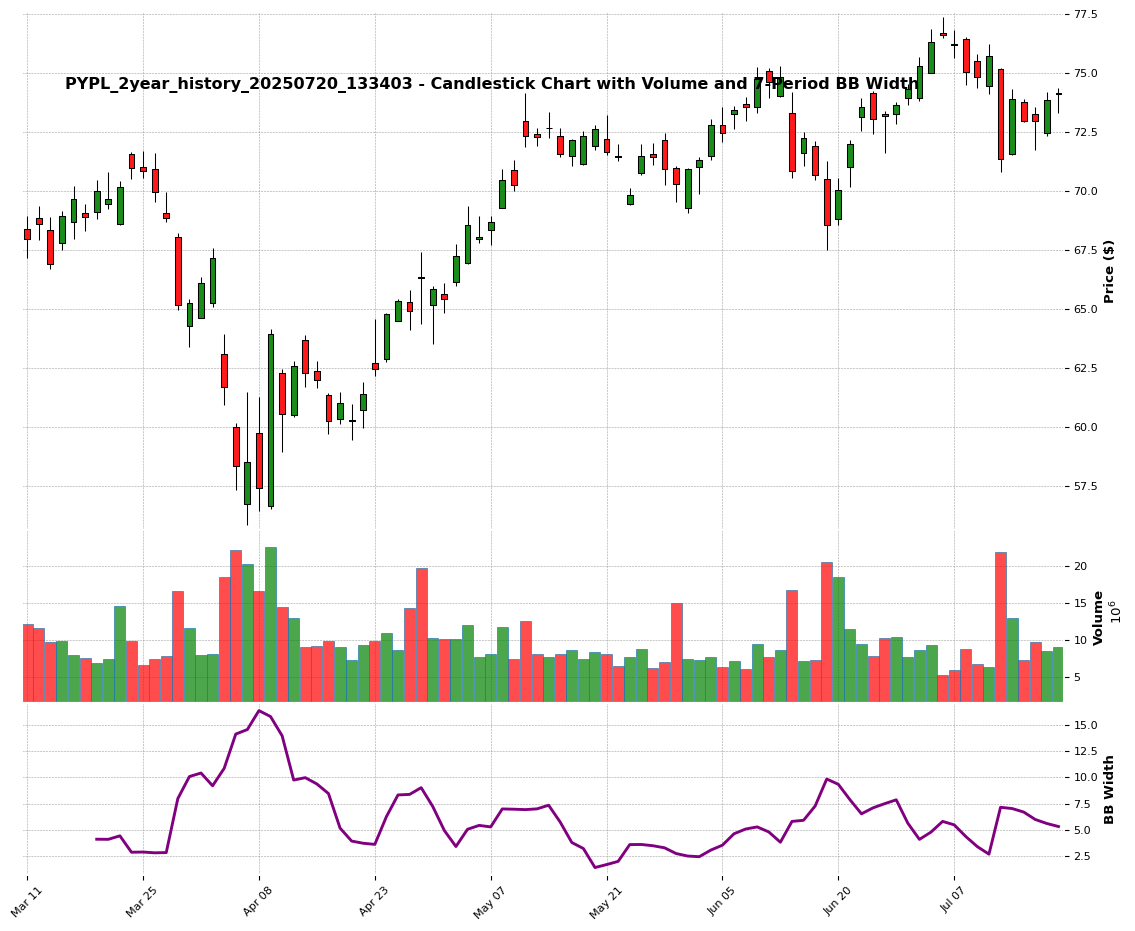 PYPL_2year_history_20250720_133403 - Candlestick Chart with Volume and 7-Period BB Width
77.5
75.0
72.5
70.0
67.5
65.0
62.5
60.0
57.5
Price ($)
20
15
10
5
Volume
10^6
15.0
12.5
10.0
7.5
5.0
2.5
BB Width
Mar 11
Mar 25
Apr 08
Apr 23
May 07
May 21
Jun 05
Jun 20
Jul 07